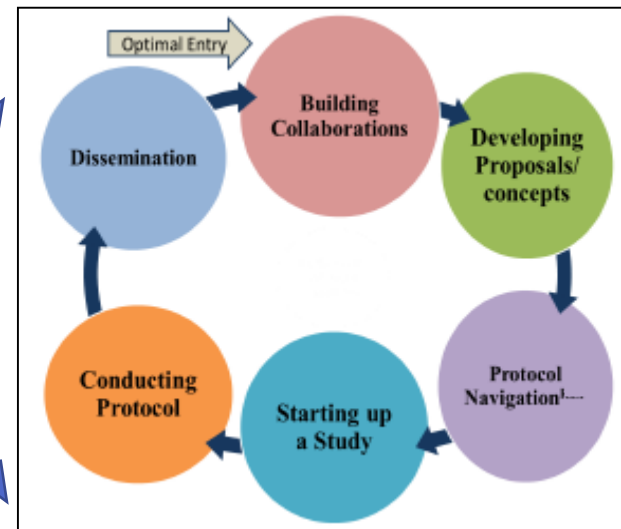 Optimal Entry
Building
Collaborations
Developing
Proposals/
concepts
Protocol
Navigation
Starting up
a Study
Conducting
Protocol
Dissemination